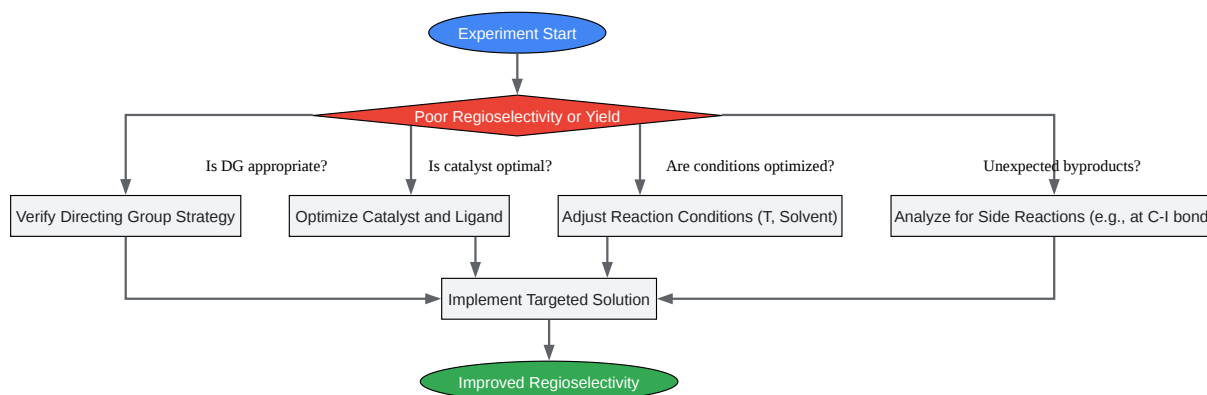 Experiment Start
Poor Regioselectivity or Yield
Is DG appropriate?
Is catalyst optimal?
Are conditions optimized?
Unexpected byproducts?
Verify Directing Group Strategy
Optimize Catalyst and Ligand
Adjust Reaction Conditions (T, Solvent)
Analyze for Side Reactions (e.g., at C-I bond
Implement Targeted Solution
Improved Regioselectivity